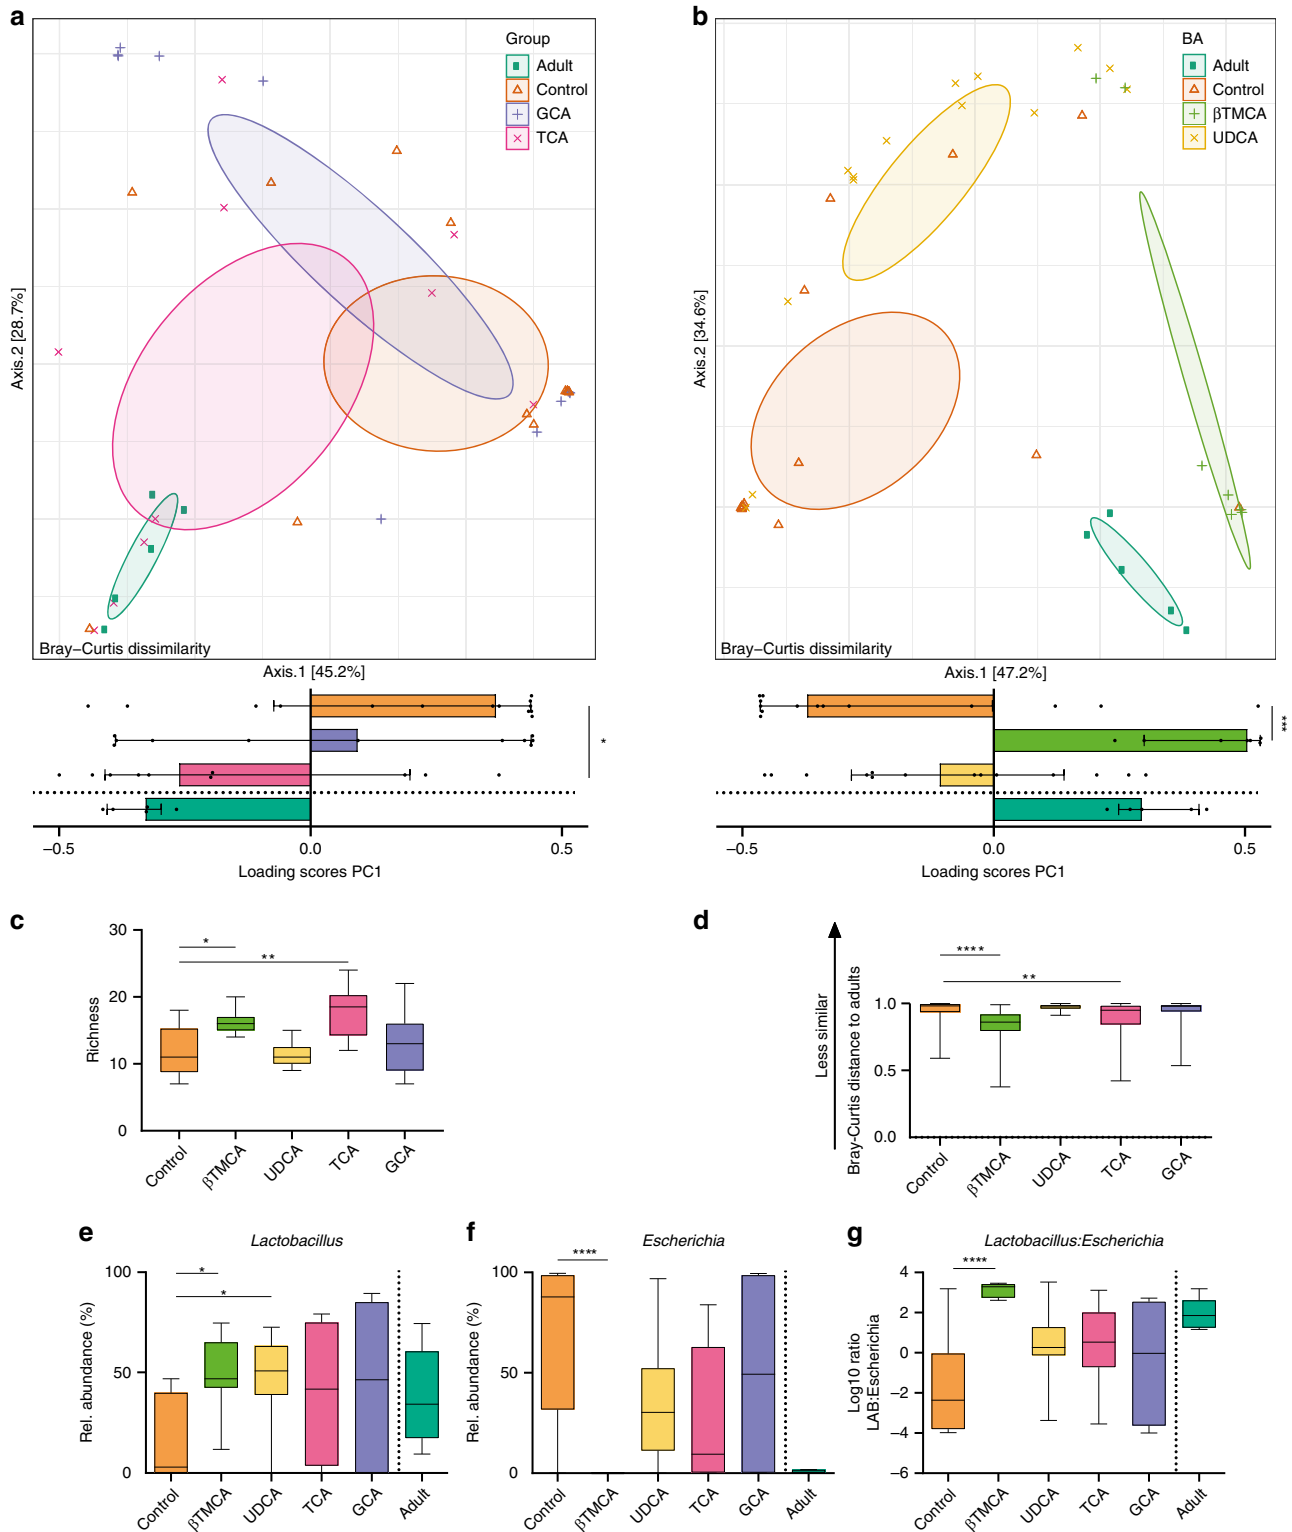 a
Group
Adult
Control
GCA
TCA
Axis.2 [28.7%]
Bray–Curtis dissimilarity
Axis.1 [45.2%]
*
–0.5
0.0
0.5
Loading scores PC1
b
BA
Adult
Control
βTMCA
UDCA
Axis.2 [34.6%]
Bray–Curtis dissimilarity
Axis.1 [47.2%]
***
–0.5
0.0
0.5
Loading scores PC1
c
30
20
10
0
Richness
*
**
Control
βTMCA
UDCA
TCA
GCA
d
Less similar
Bray-Curtis distance to adults
1.0
0.5
0.0
****
**
Control
βTMCA
UDCA
TCA
GCA
e
Lactobacillus
100
50
0
Rel. abundance (%)
*
*
Control
βTMCA
UDCA
TCA
GCA
Adult
f
Escherichia
100
50
0
Rel. abundance (%)
****
Control
βTMCA
UDCA
TCA
GCA
Adult
g
Lactobacillus:Escherichia
4
2
0
–2
–4
–6
Log10 ratio
LAB:Escherichia
****
Control
βTMCA
UDCA
TCA
GCA
Adult